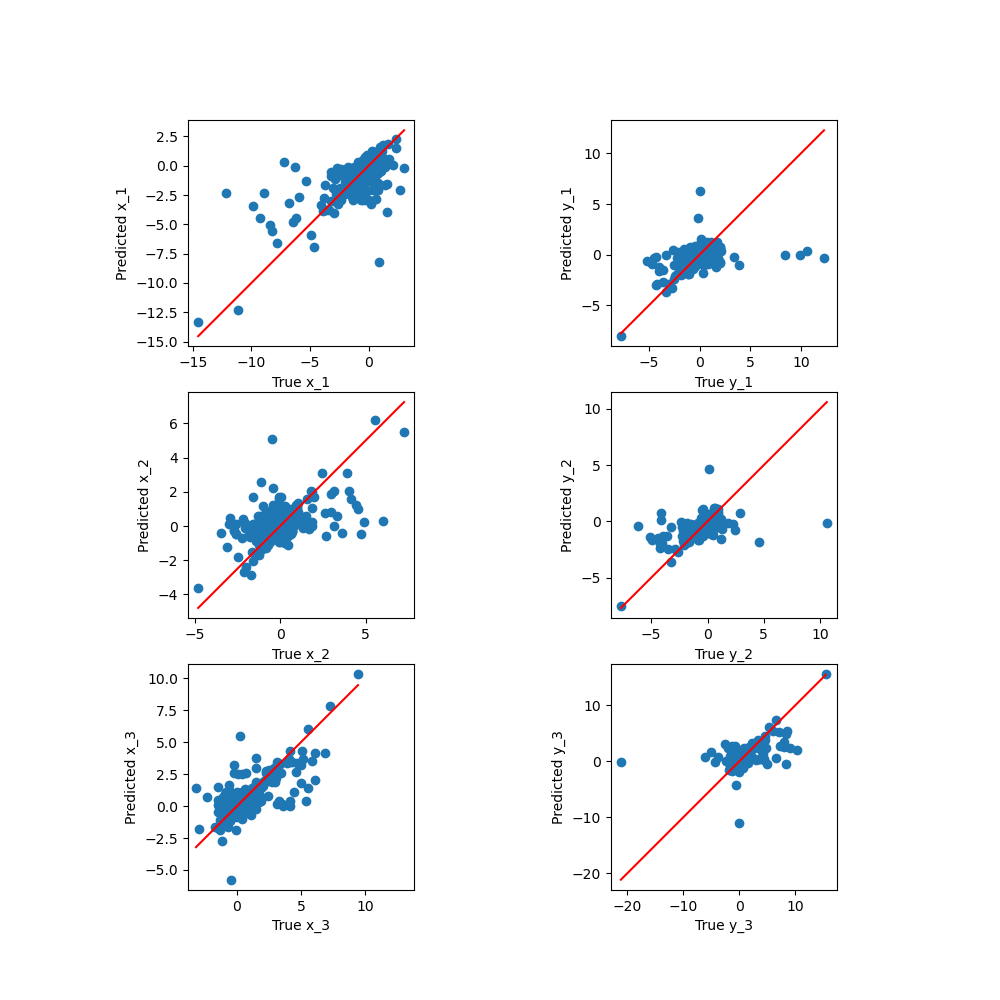 2.5
0.0
−2.5
−5.0
−7.5
−10.0
−12.5
−15.0
Predicted x_1
−15 −10 −5 0
True x_1
10
5
0
−5
Predicted y_1
−5 0 5 10
True y_1
6
4
2
0
−2
−4
Predicted x_2
−5 0 5
True x_2
10
5
0
−5
Predicted y_2
−5 0 5 10
True y_2
10.0
7.5
5.0
2.5
0.0
−2.5
−5.0
Predicted x_3
0 5 10
True x_3
10
0
−10
−20
Predicted y_3
−20 −10 0 10
True y_3